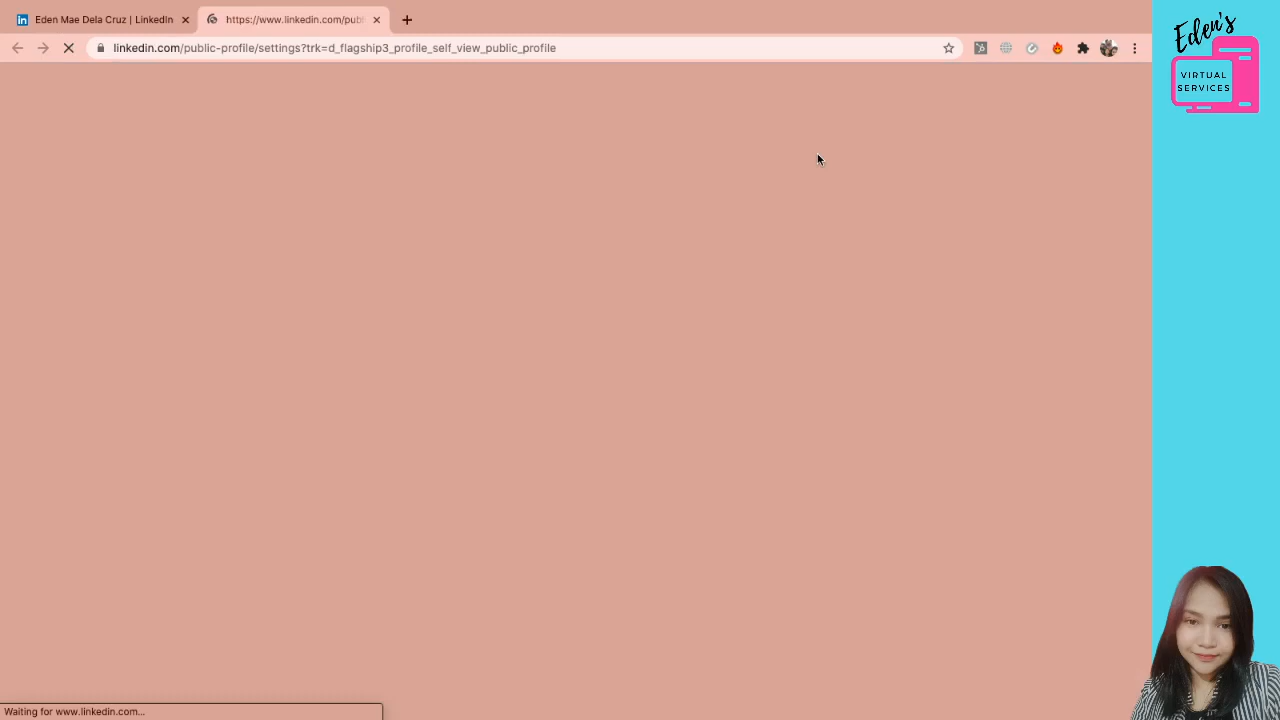 Eden Mae Dela Cruz | LinkedIn
https://www.linkedin.com/publ
linkedin.com/public-profile/settings?trk=d_flagship3_profile_self_view_public_profile
Eden's
VIRTUAL
SERVICES
Waiting for www.linkedin.com...